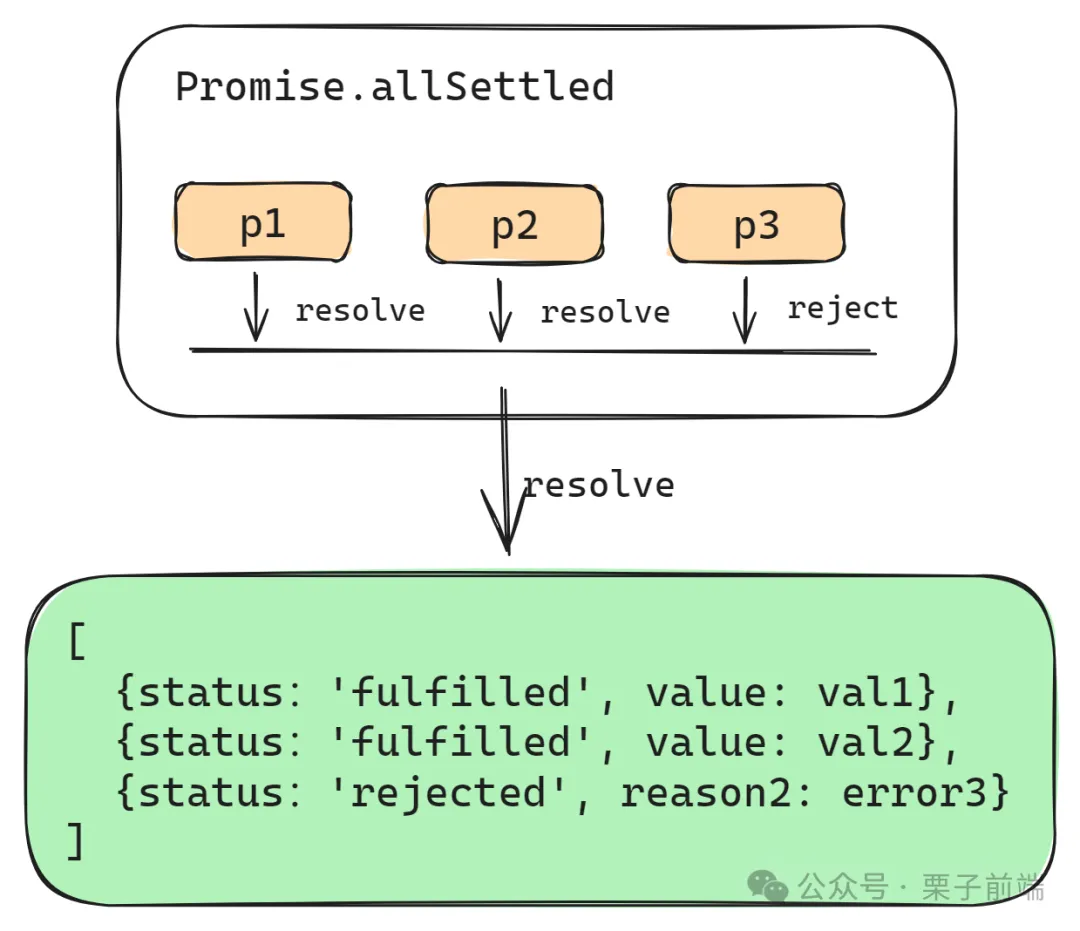 Promise.allSettled
p1 p2 p3
resolve resolve reject
resolve
[
{status: 'fulfilled', value: val1},
{status: 'fulfilled', value: val2},
{status: 'rejected', reason2: error3}
]
公众号 · 栗子前端